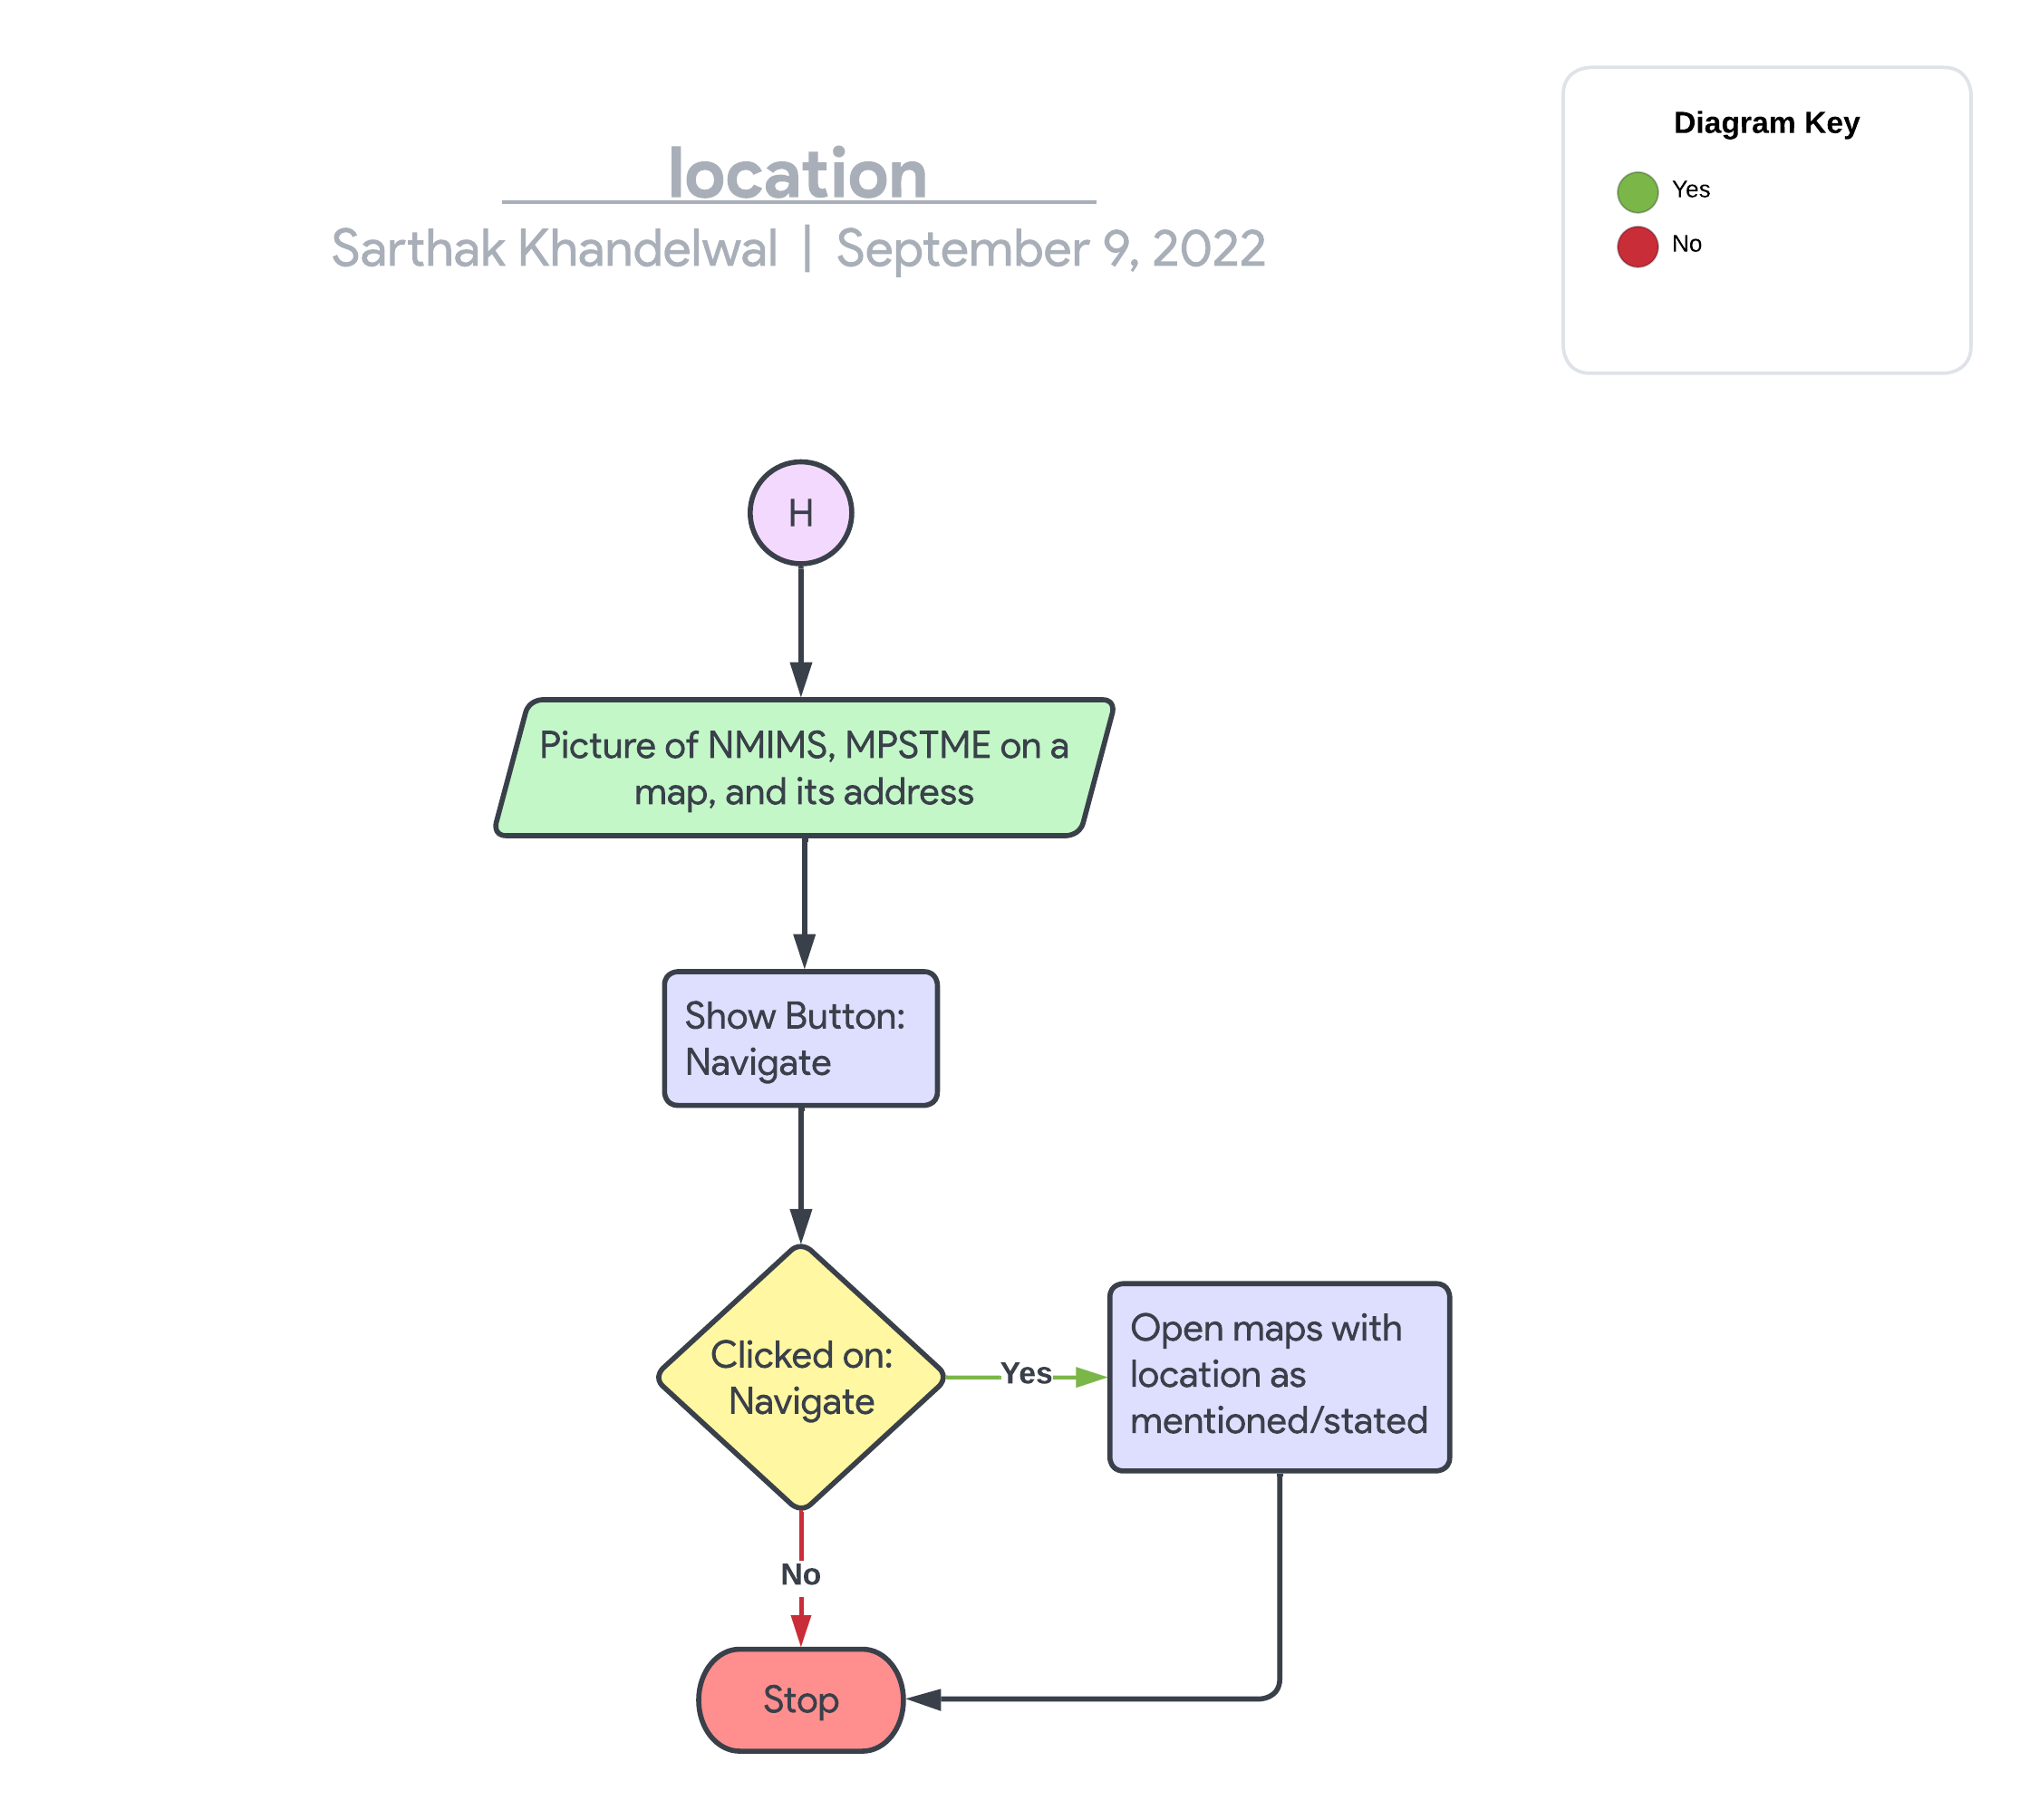 location
Sarthak Khandelwal | September 9, 2022
Diagram Key
Yes
No
H
Picture of NMIMS, MPSTME on a
map, and its address
Show Button:
Navigate
Clicked on:
Navigate
Yes
Open maps with
location as
mentioned/stated
No
Stop